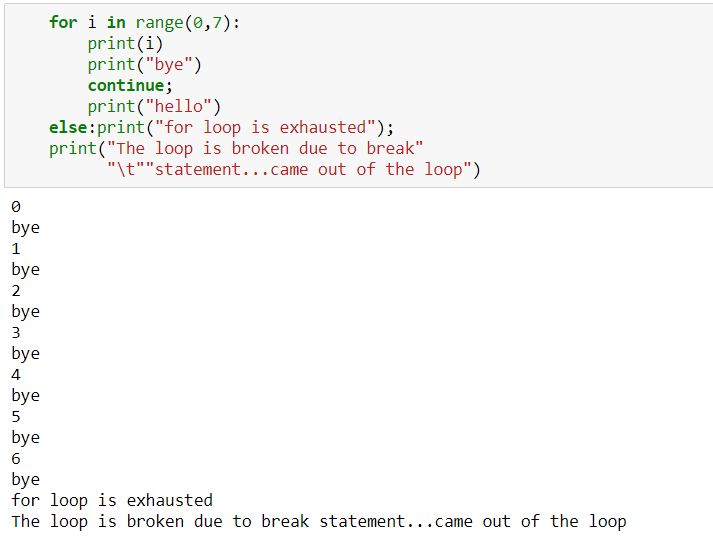 for i in range(0,7):
    print(i)
    print("bye")
    continue;
    print("hello")
else:print("for loop is exhausted");
print("The loop is broken due to break"
      "\t""statement...came out of the loop")
0
bye
1
bye
2
bye
3
bye
4
bye
5
bye
6
bye
for loop is exhausted
The loop is broken due to break statement...came out of the loop